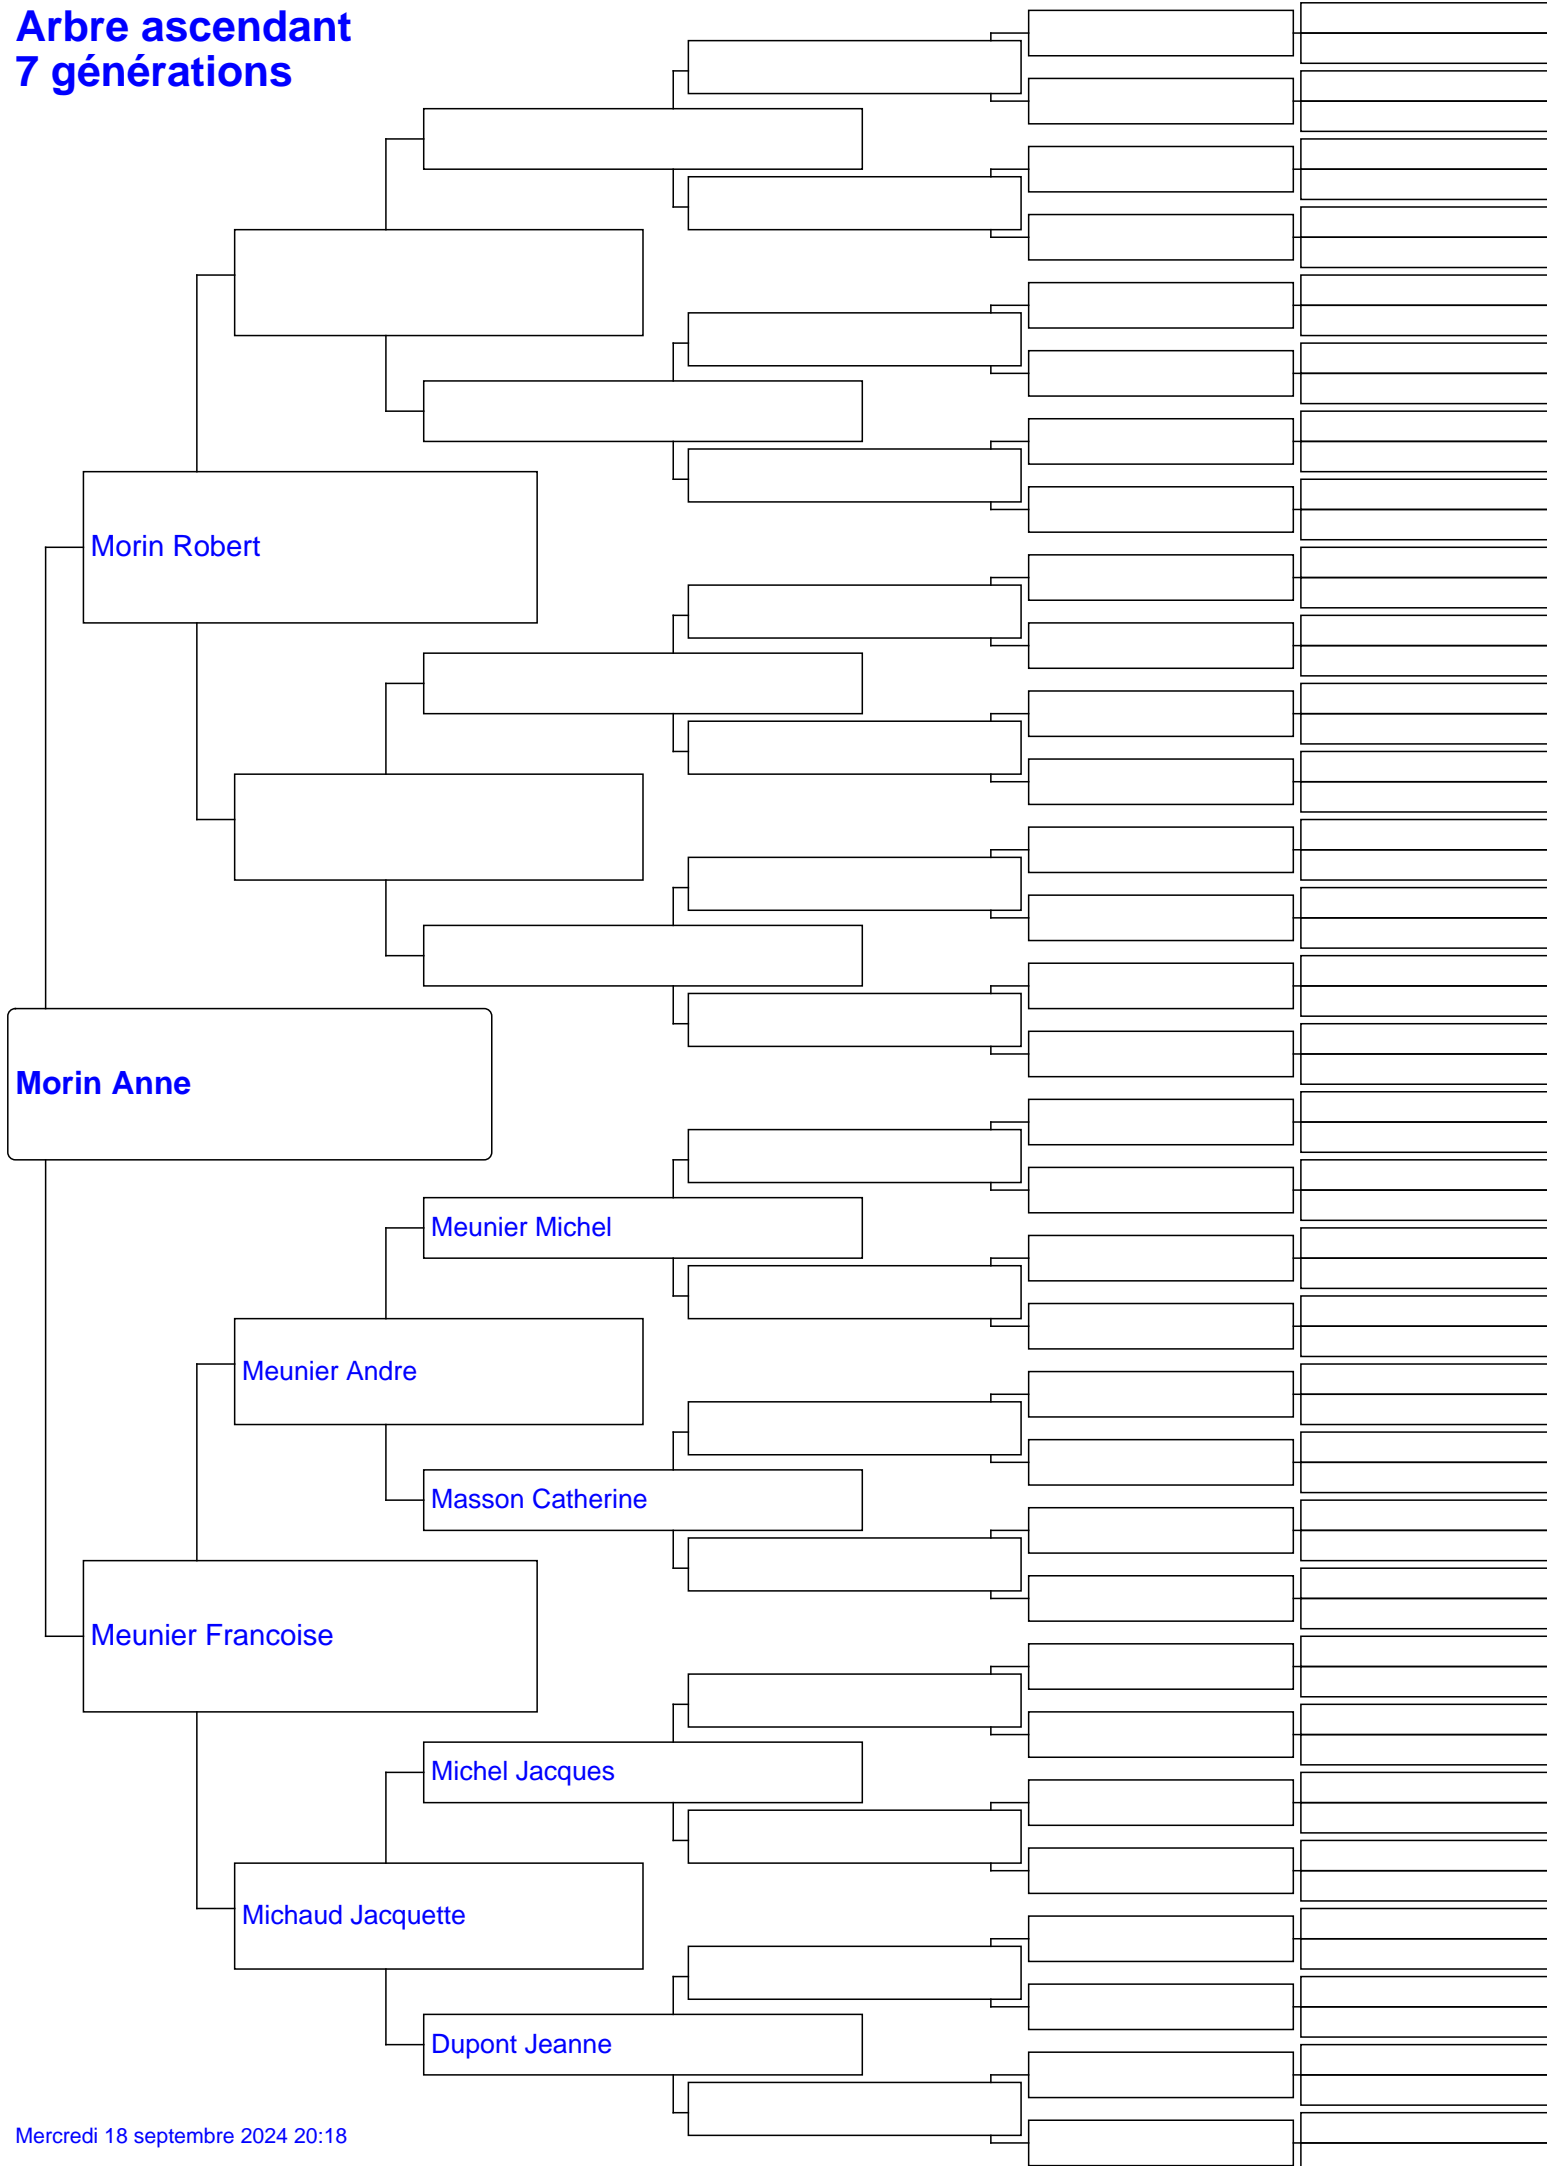 Arbre ascendant
7 générations
Morin Robert
Morin Anne
Meunier Michel
Meunier Andre
Masson Catherine
Meunier Francoise
Michel Jacques
Michaud Jacquette
Dupont Jeanne
Mercredi 18 septembre 2024 20:18